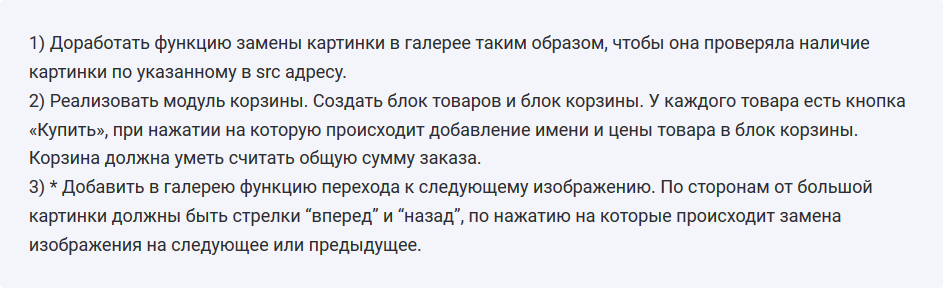 1) Доработать функцию замены картинки в галерее таким образом, чтобы она проверяла наличие
картинки по указанному в src адресу.
2) Реализовать модуль корзины. Создать блок товаров и блок корзины. У каждого товара есть кнопка
«Купить», при нажатии на которую происходит добавление имени и цены товара в блок корзины.
Корзина должна уметь считать общую сумму заказа.
3) * Добавить в галерею функцию перехода к следующему изображению. По сторонам от большой
картинки должны быть стрелки “вперед” и “назад”, по нажатию на которые происходит замена
изображения на следующее или предыдущее.